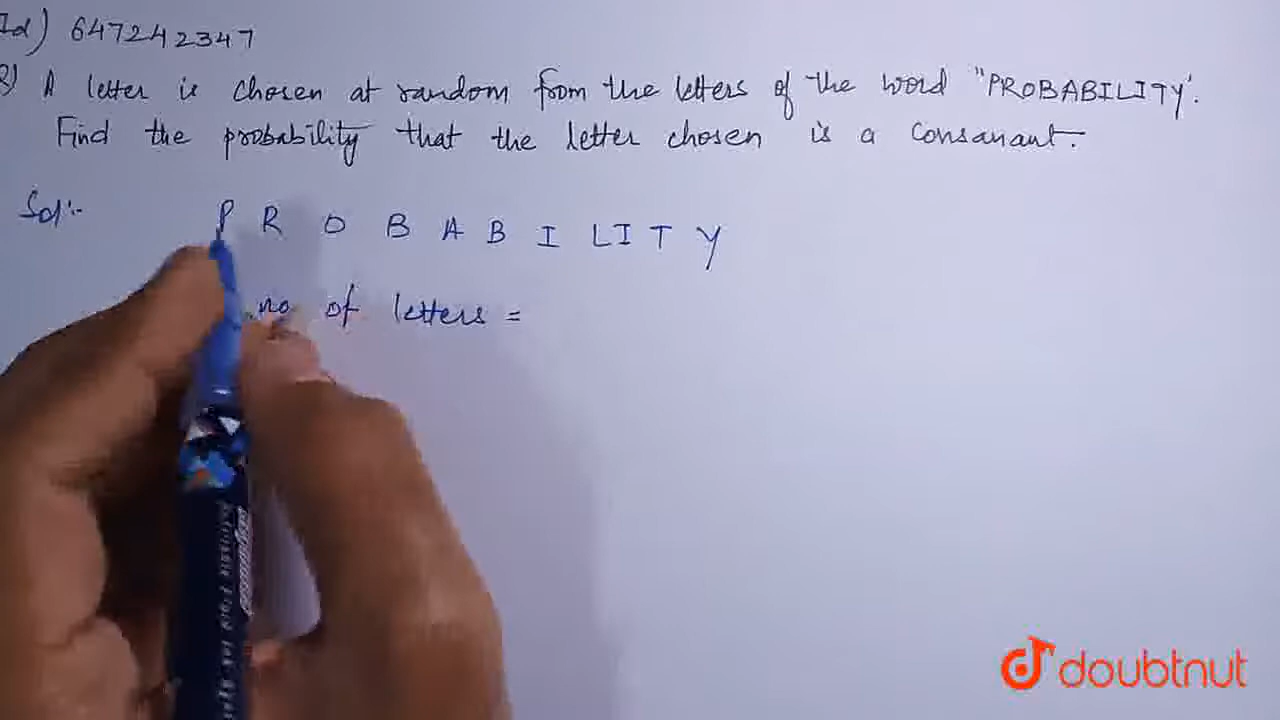 Id) 647242347
Q) A letter is chosen at random from the letters of the word "PROBABILITY'.
Find the probability that the letter chosen is a consanant.
Sol:-
P R O B A B I L I T Y
no of letters =
doubtnut